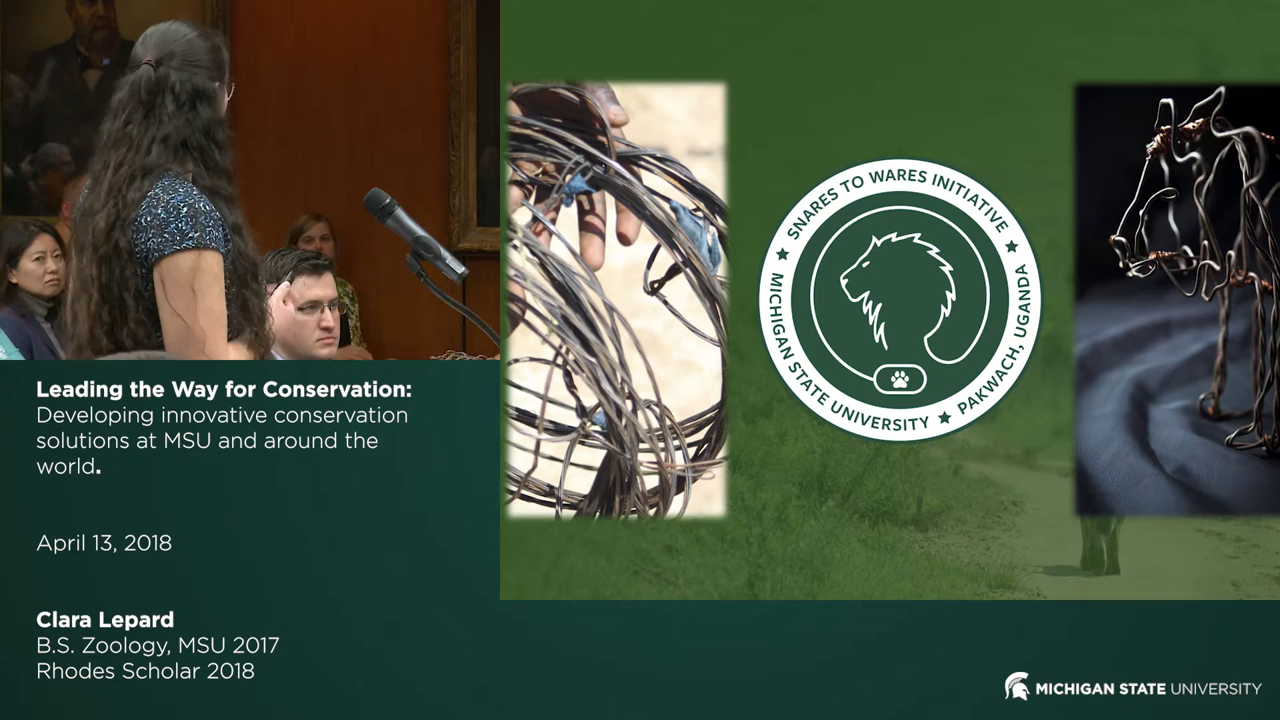 Leading the Way for Conservation:
Developing innovative conservation
solutions at MSU and around the
world.
April 13, 2018
Clara Lepard
B.S. Zoology, MSU 2017
Rhodes Scholar 2018
SNARES TO WARES INITIATIVE
MICHIGAN STATE UNIVERSITY
PAKWACH, UGANDA
MICHIGAN STATE UNIVERSITY